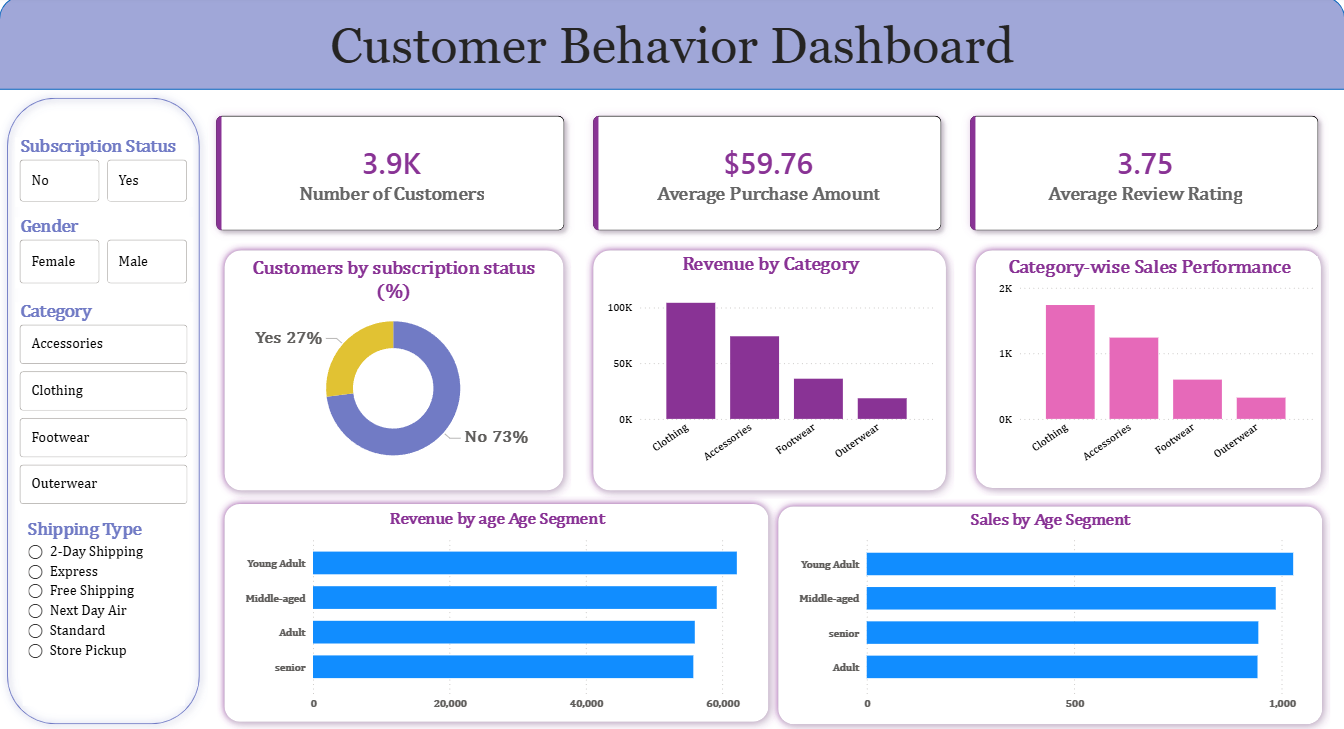 Customer Behavior Dashboard
Subscription Status
No
Yes
Gender
Female
Male
Category
Accessories
Clothing
Footwear
Outerwear
Shipping Type
2-Day Shipping
Express
Free Shipping
Next Day Air
Standard
Store Pickup
3.9K
Number of Customers
$59.76
Average Purchase Amount
3.75
Average Review Rating
Customers by subscription status
(%)
Yes 27%
No 73%
Revenue by Category
100K
50K
0K
Clothing
Accessories
Footwear
Outerwear
Category-wise Sales Performance
2K
1K
0K
Clothing
Accessories
Footwear
Outerwear
Revenue by age Age Segment
Young Adult
Middle-aged
Adult
senior
0
20,000
40,000
60,000
Sales by Age Segment
Young Adult
Middle-aged
senior
Adult
0
500
1,000